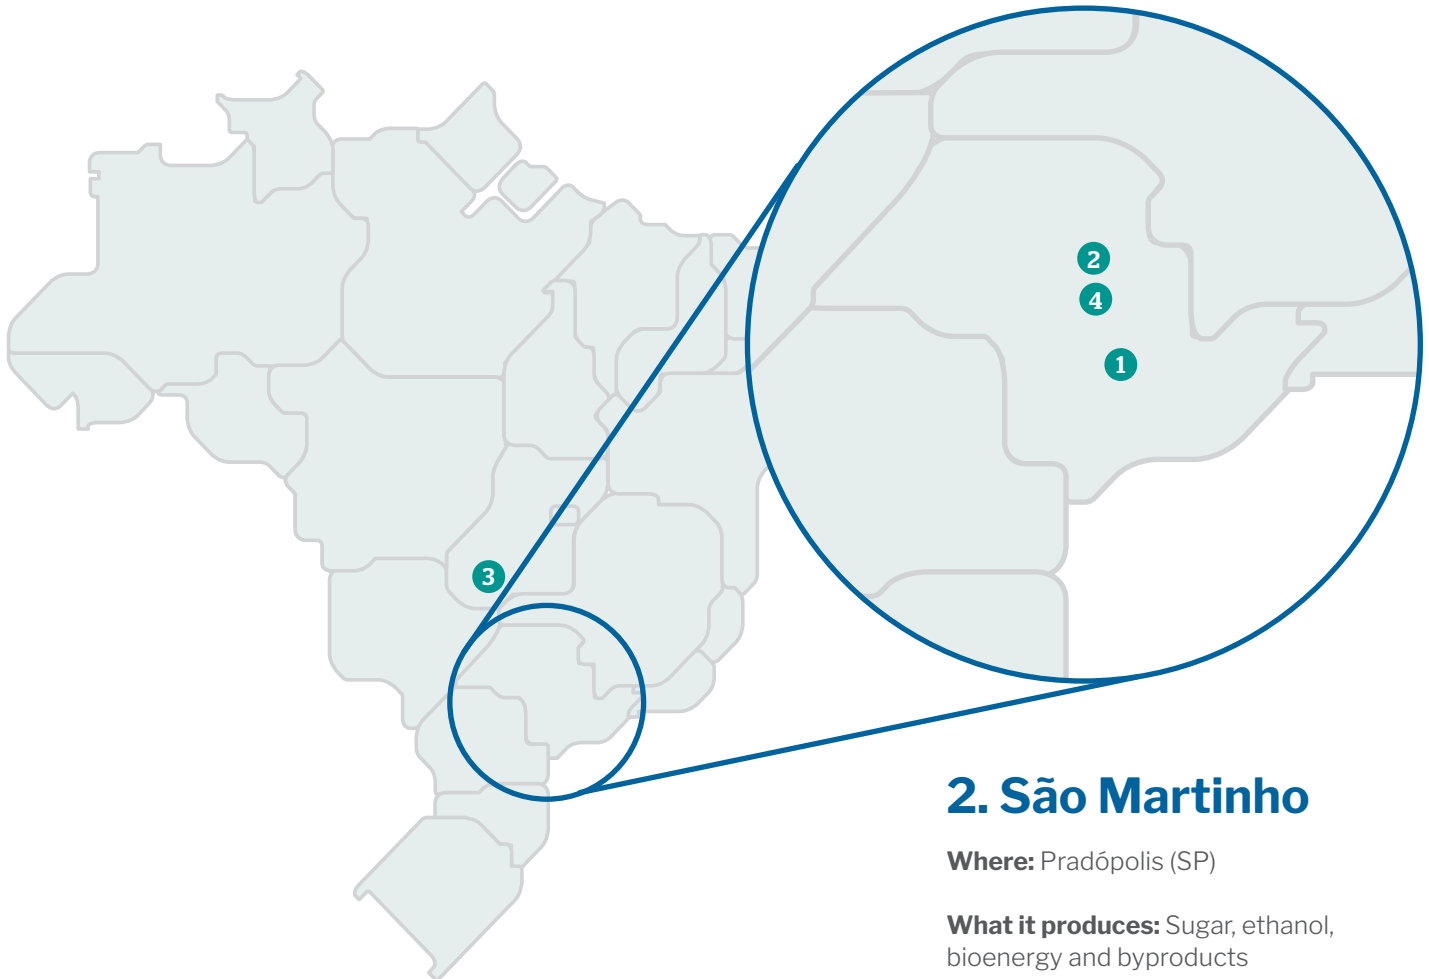 2
4
1
3
2. São Martinho
Where: Pradópolis (SP)
What it produces: Sugar, ethanol,
bioenergy and byproducts